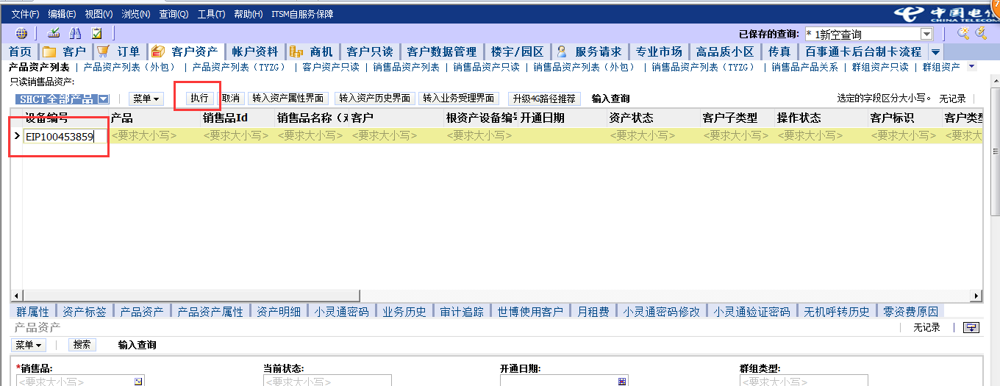 文件(F) 编辑(E) 视图(V) 浏览(N) 查询(Q) 工具(T) 帮助(H) ITSM自服务保障
中国电信
CHINA TELECOM
已保存的查询: * 1新空查询
首页 客户 订单 客户资产 帐户资料 商机 客户只读 客户数据管理 楼宇/园区 服务请求 专业市场 高品质小区 传真 百事通卡后台制卡流程
产品资产列表 | 产品资产列表（外包） | 产品资产列表（TYZG） | 客户资产只读 | 销售品资产列表 | 销售品资产只读 | 销售品资产列表（外包） | 销售品资产列表（TYZG） | 销售品产品关系 | 群组资产只读 | 群组资产
只读销售品资产:
SHCT全部产品 菜单 执行 取消 转入资产属性界面 转入资产历史界面 转入业务受理界面 升级4G路径推荐 输入查询 选定的字段区分大小写。 无记录
设备编号 产品 销售品Id 销售品名称（ 客户 根资产设备编号 开通日期 资产状态 客户子类型 操作状态 客户标识 客户类型
EIP100453859 <要求大小写> <要求大小写> <要求大小写> <要求大小写> <要求大小写> <要求大小写> <要求大小写> <要求大小写> <要求大小写> <要求大
群属性 资产标签 产品资产 产品资产属性 资产明细 小灵通密码 业务历史 审计追踪 世博使用客户 月租费 小灵通密码修改 小灵通验证密码 无机呼转历史 零资费原因
产品资产 无记录
菜单 搜索 输入查询
*销售品: 当前状态: 开通日期: 群组类型:
<要求大小写> <要求大小写> <要求大小写>